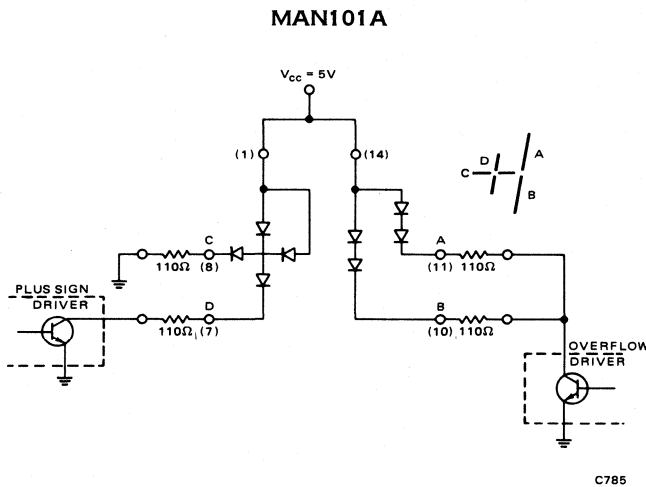 MAN101A
Vcc = 5V
(1)
(14)
D
A
C
B
C
A
110Ω
(8)
(11)
110Ω
PLUS SIGN
DRIVER
D
B
110Ω
(7)
(10)
110Ω
OVERFLOW
DRIVER
C785